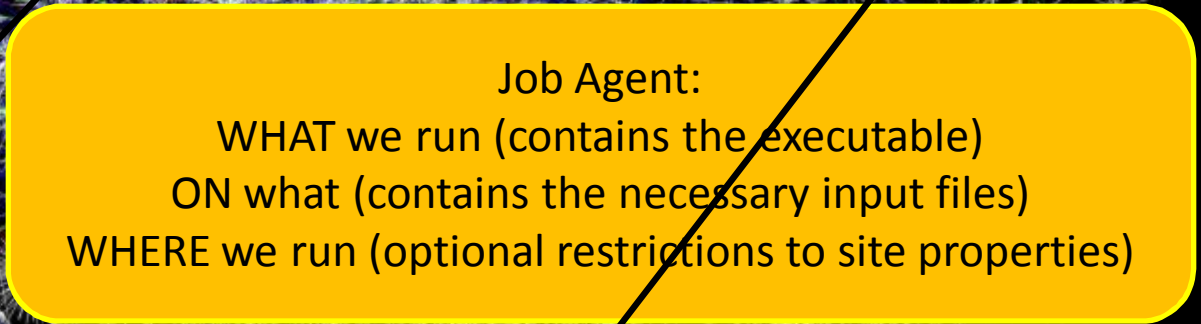 Job Agent:
WHAT we run (contains the executable)
ON what (contains the necessary input files)
WHERE we run (optional restrictions to site properties)